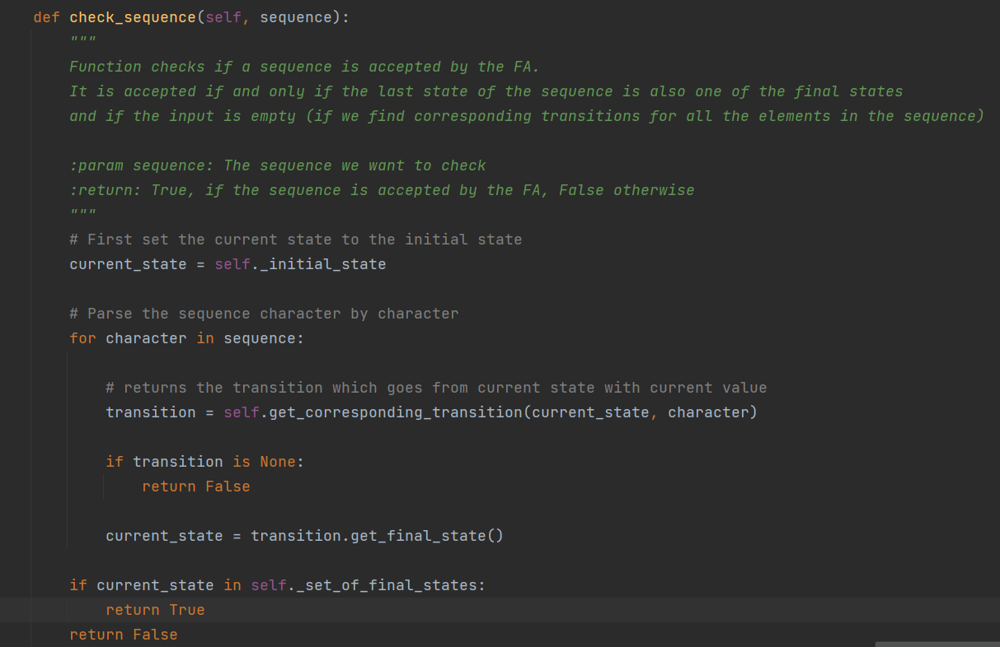 def check_sequence(self, sequence):
"""
Function checks if a sequence is accepted by the FA.
It is accepted if and only if the last state of the sequence is also one of the final states
and if the input is empty (if we find corresponding transitions for all the elements in the sequence)
:param sequence: The sequence we want to check
:return: True, if the sequence is accepted by the FA, False otherwise
"""
# First set the current state to the initial state
current_state = self._initial_state
# Parse the sequence character by character
for character in sequence:
# returns the transition which goes from current state with current value
transition = self.get_corresponding_transition(current_state, character)
if transition is None:
return False
current_state = transition.get_final_state()
if current_state in self._set_of_final_states:
return True
return False